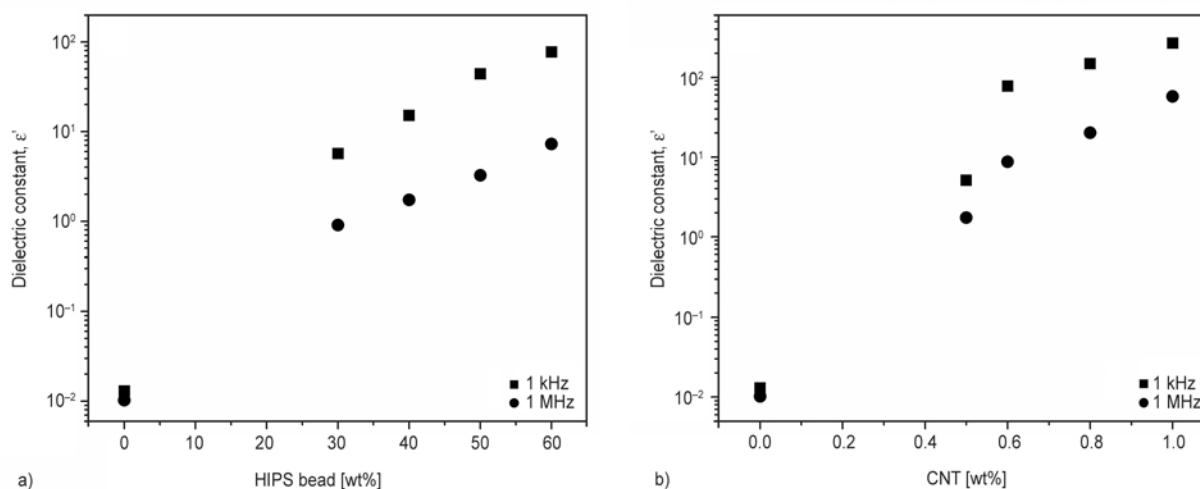 10²
10¹
10⁰
10⁻¹
10⁻²
Dielectric constant, ε'
0 10 20 30 40 50 60
HIPS bead [wt%]
1 kHz
1 MHz
a)
10²
10¹
10⁰
10⁻¹
10⁻²
Dielectric constant, ε'
0.0 0.2 0.4 0.6 0.8 1.0
CNT [wt%]
1 kHz
1 MHz
b)